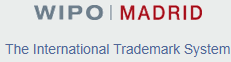 WIPO | MADRID
The International Trademark System